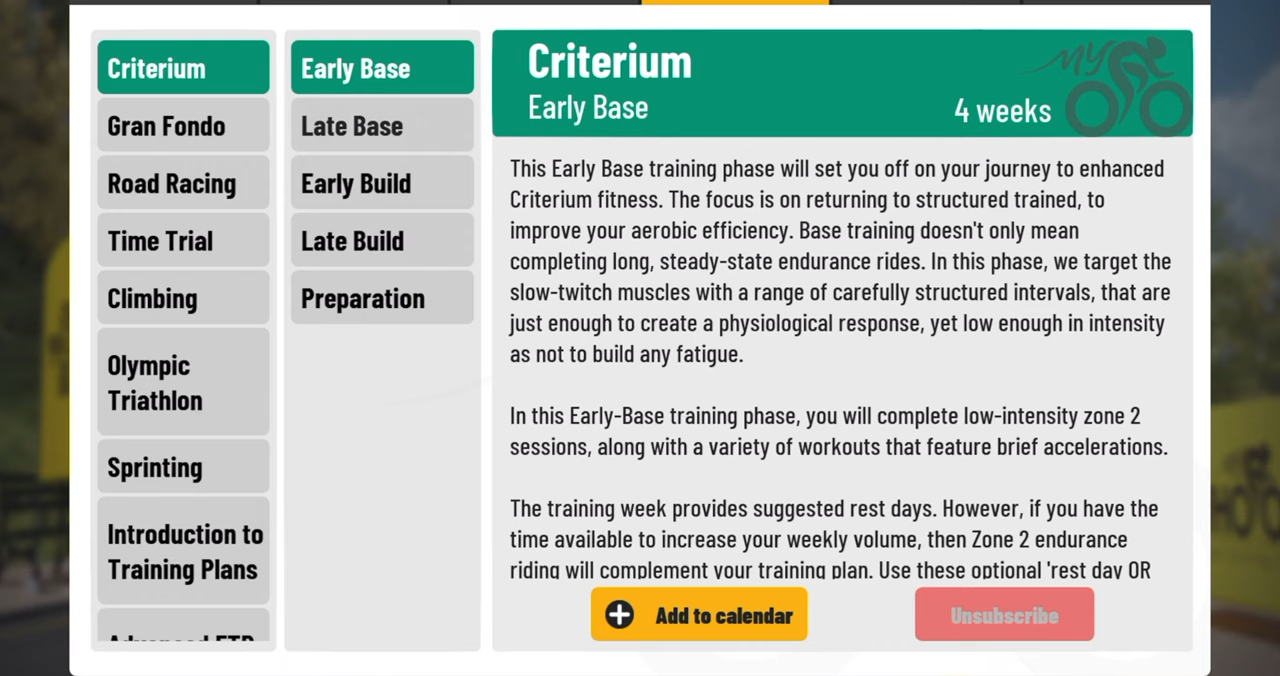 Criterium
Gran Fondo
Road Racing
Time Trial
Climbing
Olympic
Triathlon
Sprinting
Introduction to
Training Plans
Advanced FTP
Early Base
Late Base
Early Build
Late Build
Preparation
Criterium
Early Base
4 weeks
MY
This Early Base training phase will set you off on your journey to enhanced
Criterium fitness. The focus is on returning to structured trained, to
improve your aerobic efficiency. Base training doesn't only mean
completing long, steady-state endurance rides. In this phase, we target the
slow-twitch muscles with a range of carefully structured intervals, that are
just enough to create a physiological response, yet low enough in intensity
as not to build any fatigue.
In this Early-Base training phase, you will complete low-intensity zone 2
sessions, along with a variety of workouts that feature brief accelerations.
The training week provides suggested rest days. However, if you have the
time available to increase your weekly volume, then Zone 2 endurance
riding will complement your training plan. Use these optional 'rest day OR
Add to calendar
Unsubscribe